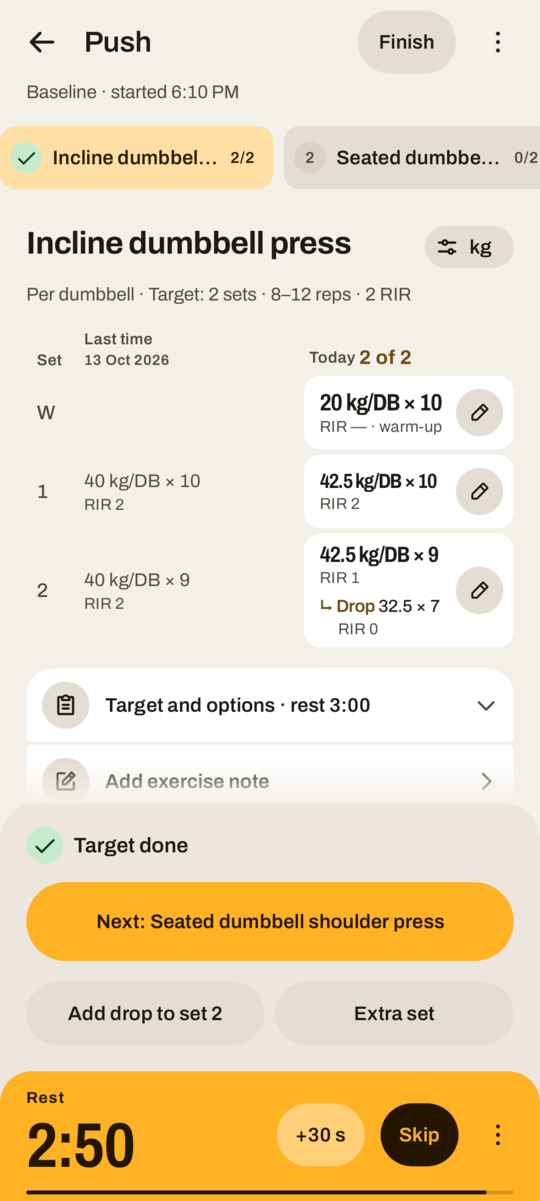 Push
Finish
Baseline · started 6:10 PM
Incline dumbbel... 2/2
2 Seated dumbbe... 0/2
Incline dumbbell press
kg
Per dumbbell · Target: 2 sets · 8–12 reps · 2 RIR
Last time
Set 13 Oct 2026
Today 2 of 2
W
20 kg/DB × 10
RIR — · warm-up
1
40 kg/DB × 10
RIR 2
42.5 kg/DB × 10
RIR 2
2
40 kg/DB × 9
RIR 2
42.5 kg/DB × 9
RIR 1
↳ Drop 32.5 × 7
RIR 0
Target and options · rest 3:00
Add exercise note
Target done
Next: Seated dumbbell shoulder press
Add drop to set 2
Extra set
Rest
2:50
+30 s
Skip